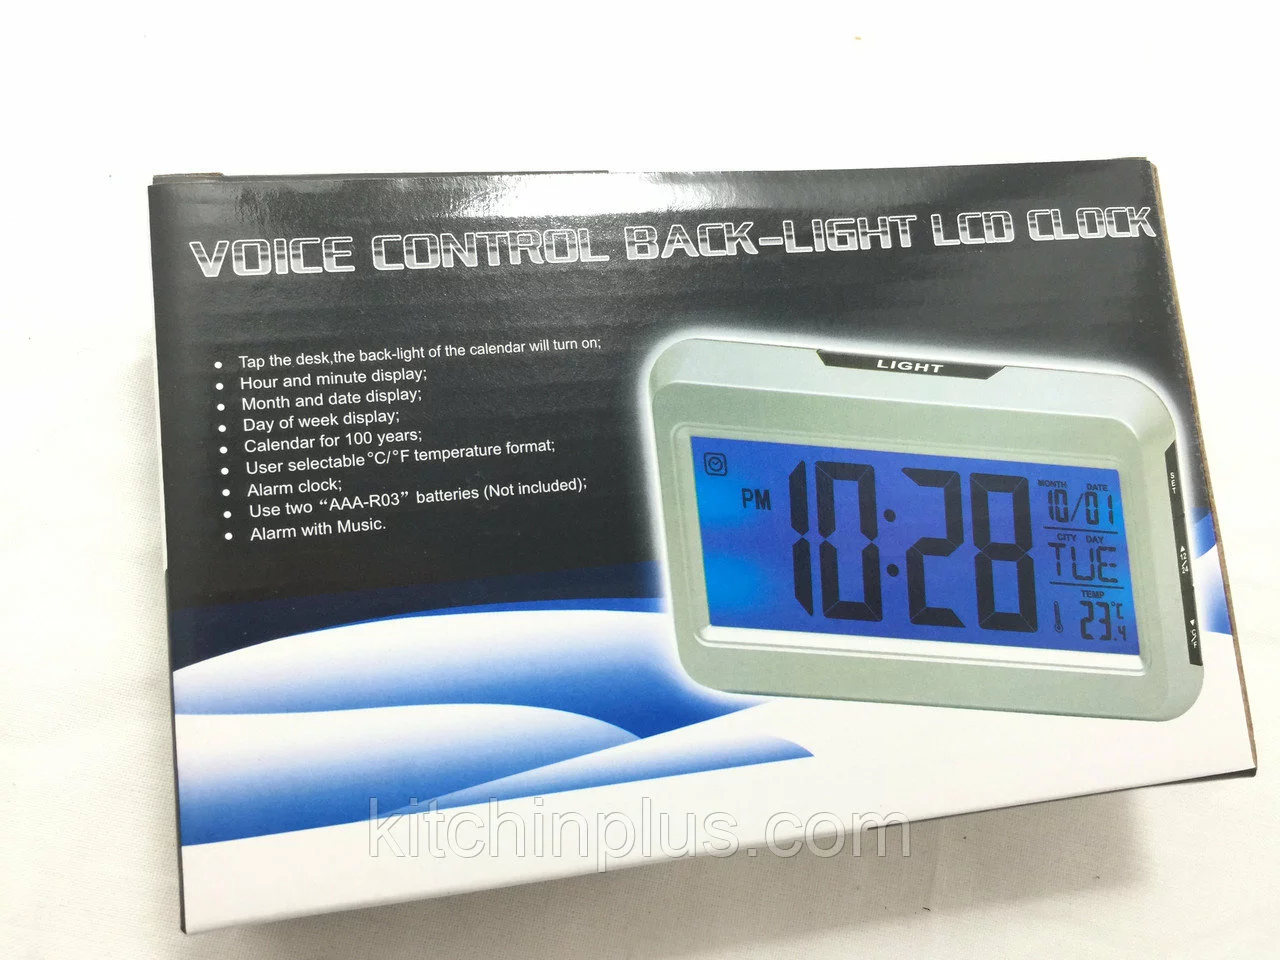 VOICE CONTROL BACK-LIGHT LCD CLOCK
• Tap the desk,the back-light of the calendar will turn on;
• Hour and minute display;
• Month and date display;
• Day of week display;
• Calendar for 100 years;
• User selectable °C/°F temperature format;
• Alarm clock;
• Use two “AAA-R03” batteries (Not included);
• Alarm with Music.
LIGHT
PM
10:28
MONTH DATE
10/01
CITY DAY
TUE
TEMP
23.4°C
SET
▲ 12/24
▼ °C/°F
kitchinplus.com